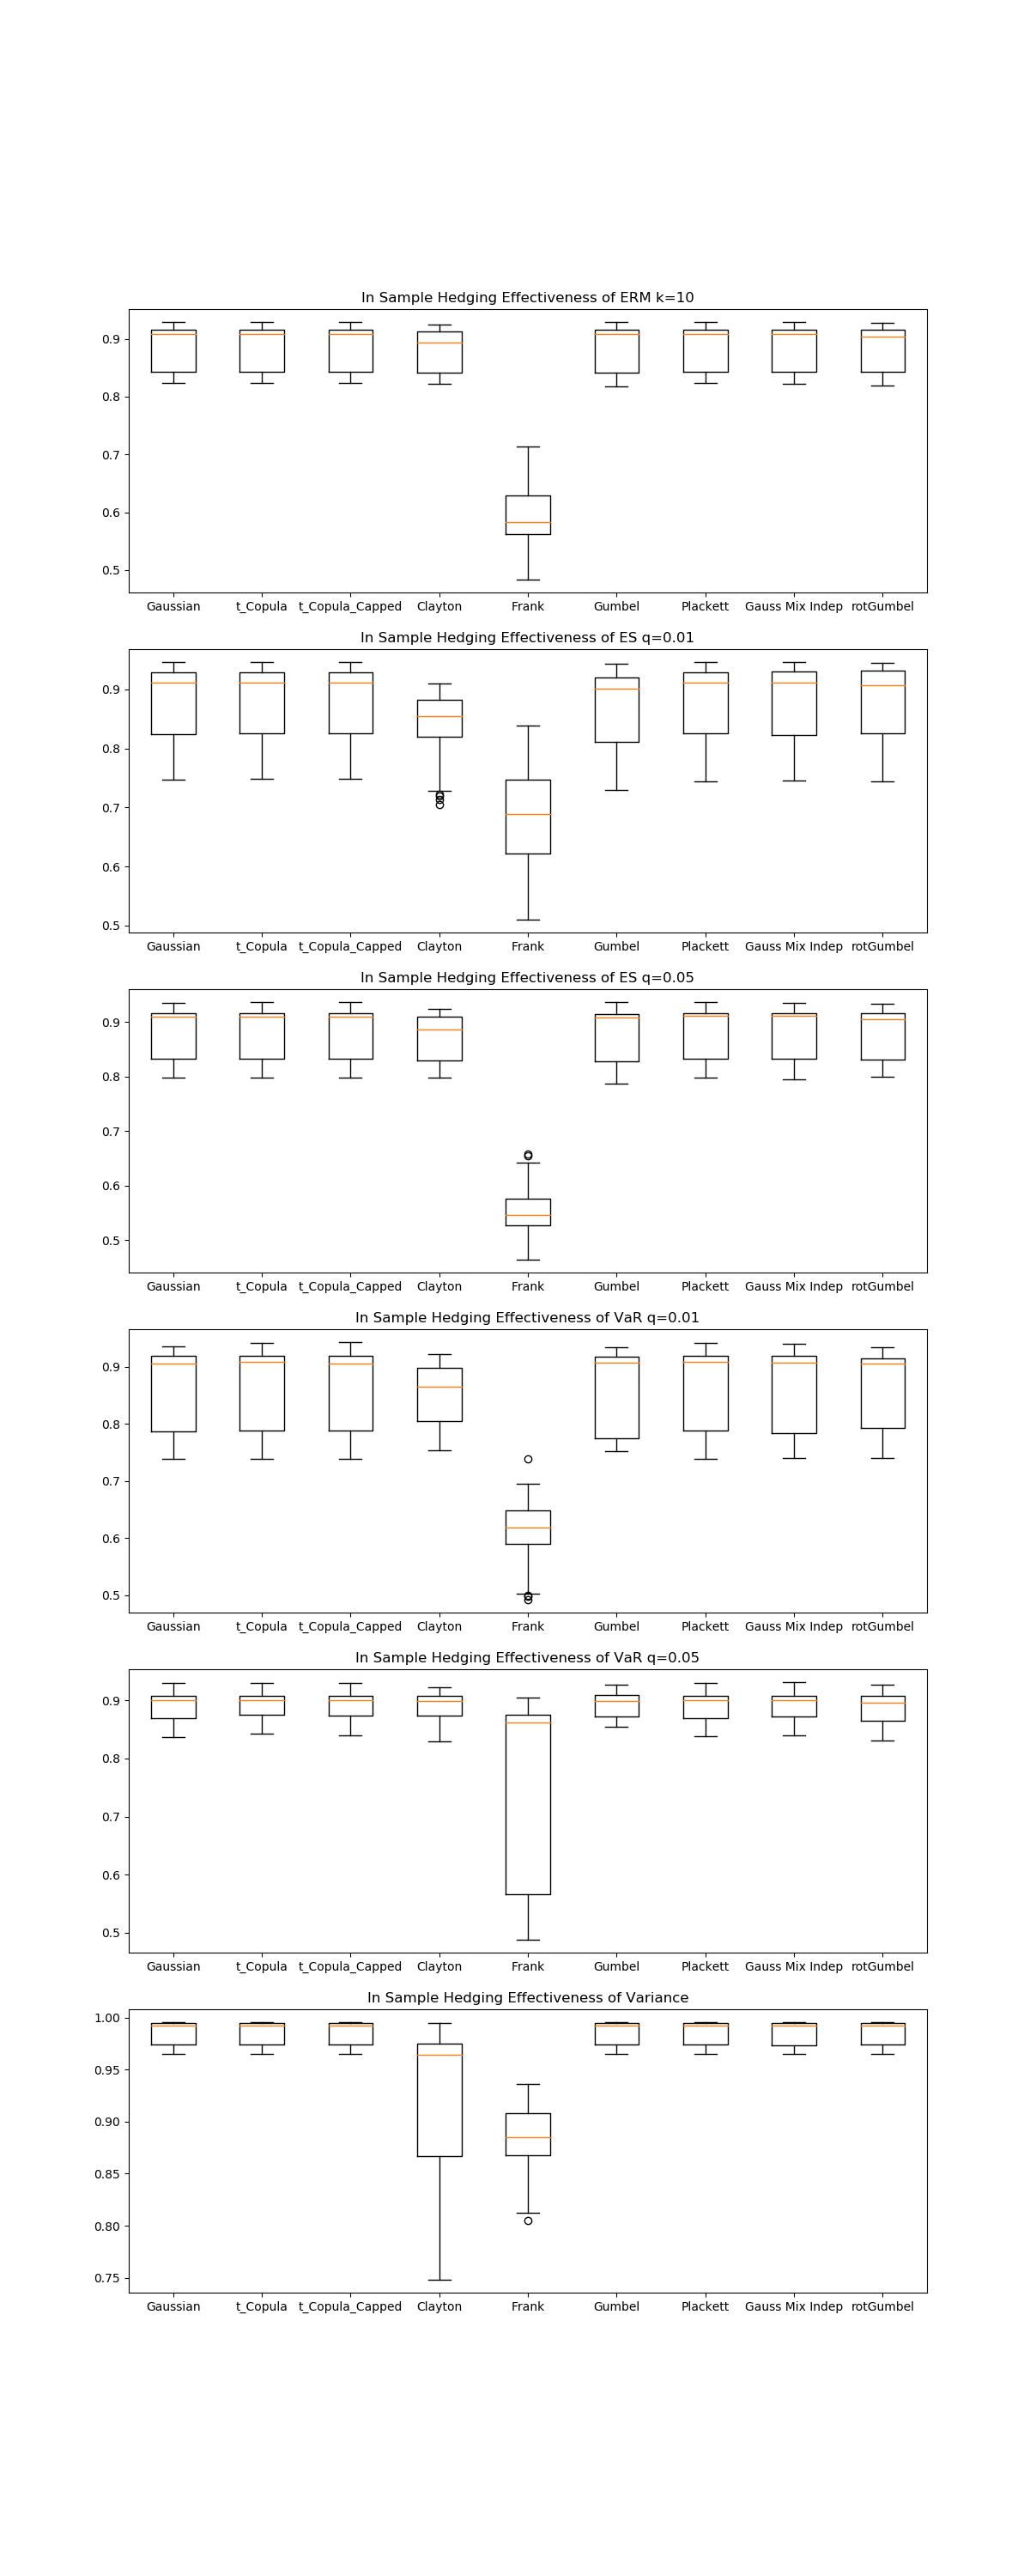 In Sample Hedging Effectiveness of ERM k=10
0.9
0.8
0.7
0.6
0.5
Gaussian t_Copula t_Copula_Capped Clayton Frank Gumbel Plackett Gauss Mix Indep rotGumbel
In Sample Hedging Effectiveness of ES q=0.01
0.9
0.8
0.7
0.6
0.5
Gaussian t_Copula t_Copula_Capped Clayton Frank Gumbel Plackett Gauss Mix Indep rotGumbel
In Sample Hedging Effectiveness of ES q=0.05
0.9
0.8
0.7
0.6
0.5
Gaussian t_Copula t_Copula_Capped Clayton Frank Gumbel Plackett Gauss Mix Indep rotGumbel
In Sample Hedging Effectiveness of VaR q=0.01
0.9
0.8
0.7
0.6
0.5
Gaussian t_Copula t_Copula_Capped Clayton Frank Gumbel Plackett Gauss Mix Indep rotGumbel
In Sample Hedging Effectiveness of VaR q=0.05
0.9
0.8
0.7
0.6
0.5
Gaussian t_Copula t_Copula_Capped Clayton Frank Gumbel Plackett Gauss Mix Indep rotGumbel
In Sample Hedging Effectiveness of Variance
1.00
0.95
0.90
0.85
0.80
0.75
Gaussian t_Copula t_Copula_Capped Clayton Frank Gumbel Plackett Gauss Mix Indep rotGumbel